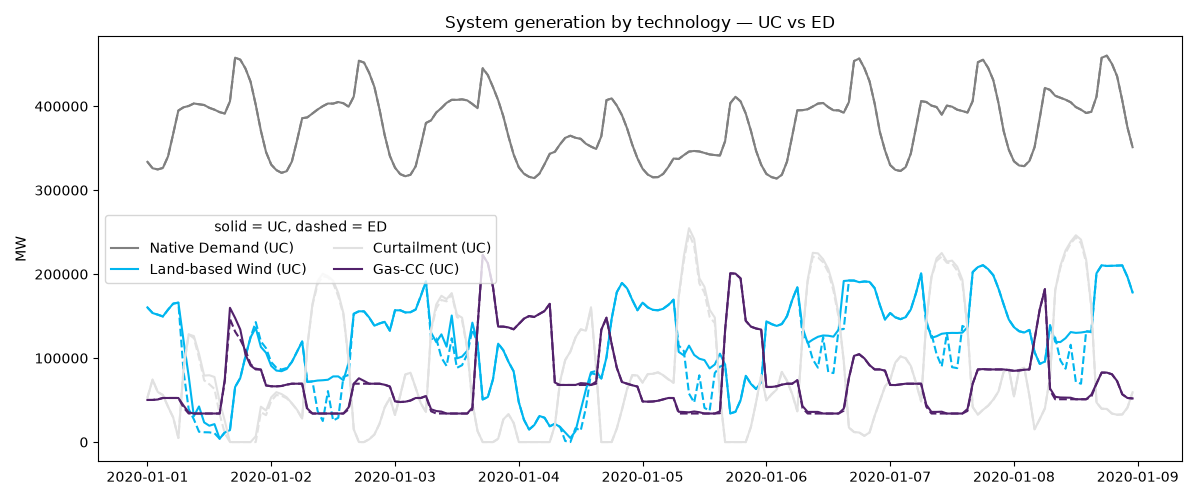 System generation by technology — UC vs ED
MW
400000
300000
200000
100000
0
solid = UC, dashed = ED
Native Demand (UC)
Land-based Wind (UC)
Curtailment (UC)
Gas-CC (UC)
2020-01-01 2020-01-02 2020-01-03 2020-01-04 2020-01-05 2020-01-06 2020-01-07 2020-01-08 2020-01-09